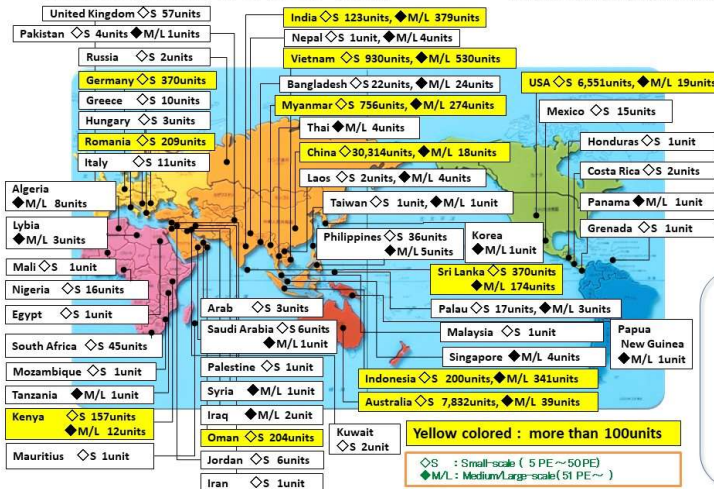 United Kingdom ◇S 57units
Pakistan ◇S 4units ◆M/L 1units
Russia ◇S 2units
Germany ◇S 370units
Greece ◇S 10units
Hungary ◇S 3units
Romania ◇S 209units
Italy ◇S 11units
Algeria
◆M/L 8units
Lybia
◆M/L 3units
Mali ◇S 1unit
Nigeria ◇S 16units
Egypt ◇S 1unit
South Africa ◇S 45units
Mozambique ◇S 1unit
Tanzania ◆M/L 1unit
Kenya ◇S 157units
◆M/L 12units
Mauritius ◇S 1unit
India ◇S 123units, ◆M/L 379units
Nepal ◇S 1unit, ◆M/L 4units
Vietnam ◇S 930units, ◆M/L 530units
Bangladesh ◇S 22units, ◆M/L 24units
Myanmar ◇S 756units, ◆M/L 274units
Thai ◆M/L 4units
China ◇30,314units, ◆M/L 18units
Laos ◇S 2units, ◆M/L 4units
Taiwan ◇S 1unit, ◆M/L 1unit
Philippines ◇S 36units
◆M/L 5units
Korea
◆M/L 1unit
USA ◇S 6,551units, ◆M/L 19units
Mexico ◇S 15units
Honduras ◇S 1unit
Costa Rica ◇S 2units
Panama ◆M/L 1unit
Grenada ◇S 1unit
Sri Lanka ◇S 370units
◆M/L 174units
Palau ◇S 17units, ◆M/L 3units
Malaysia ◇S 1unit
Singapore ◆M/L 4units
Papua
New Guinea
◆M/L 1unit
Indonesia ◇S 200units,◆M/L 341units
Australia ◇S 7,832units, ◆M/L 39units
Arab ◇S 3units
Saudi Arabia ◇S 6units
◆M/L 1unit
Palestine ◇S 1unit
Syria ◆M/L 1unit
Iraq ◆M/L 2unit
Oman ◇S 204units
Jordan ◇S 6units
Iran ◇S 1unit
Kuwait
◇S 2unit
Yellow colored : more than 100units
◇S : Small-scale ( 5 PE～50 PE)
◆M/L : Medium/Large-scale(51 PE～ )